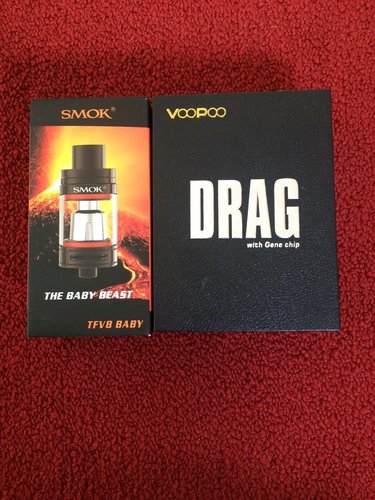 SMOK®
SMOK
THE BABY BEAST
TFV8 BABY
VOOPOO
DRAG
with Gene chip